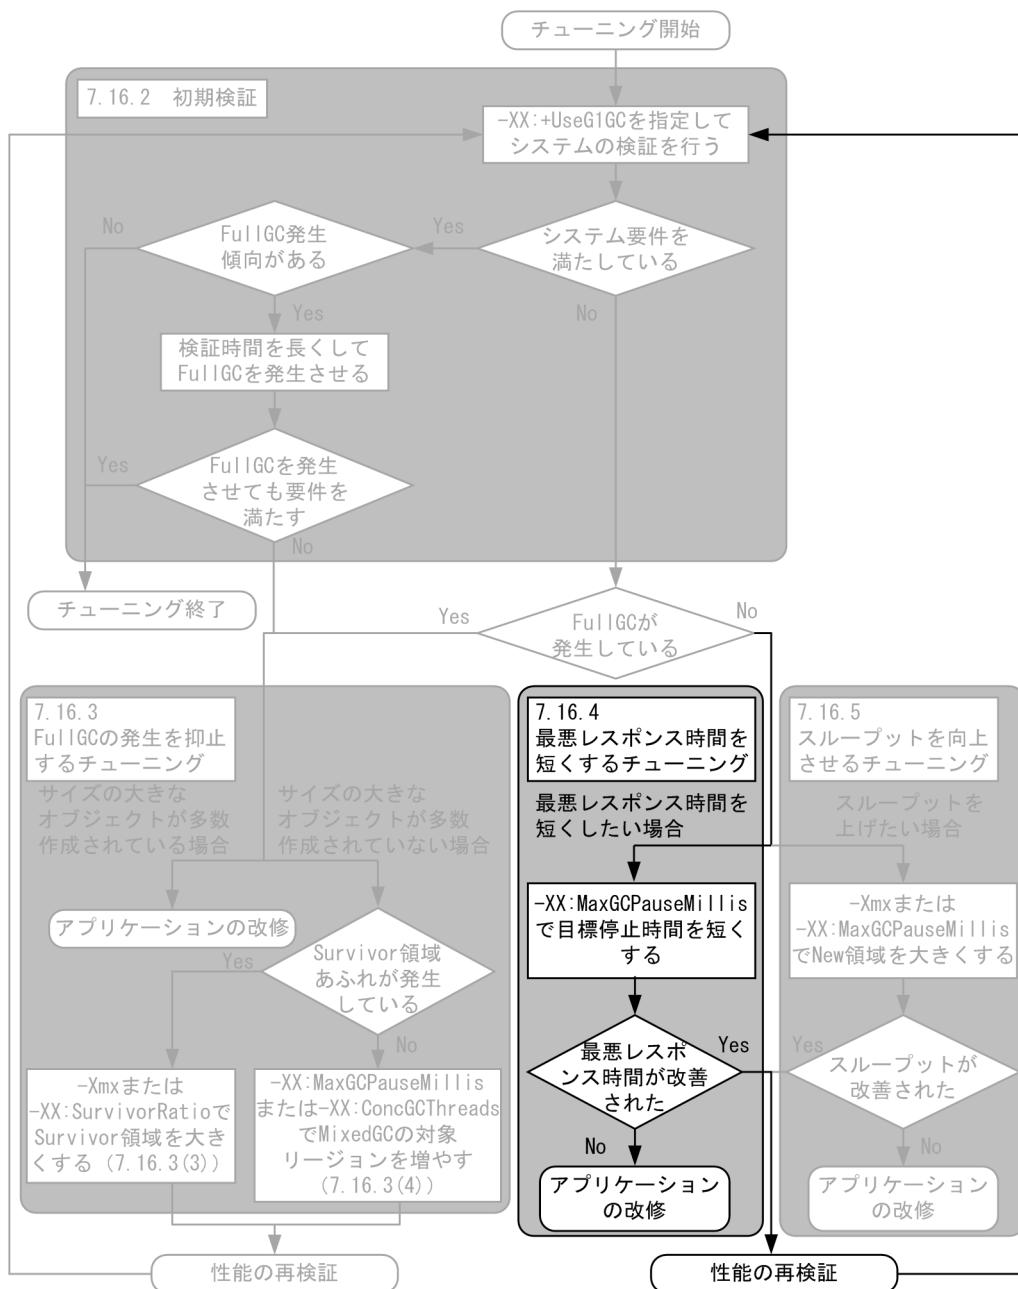 チューニング開始
7.16.2　初期検証
-XX:+UseG1GCを指定して
システムの検証を行う
No
FullGC発生
傾向がある
Yes
システム要件を
満たしている
Yes
No
検証時間を長くして
FullGCを発生させる
Yes
FullGCを発生
させても要件を
満たす
No
チューニング終了
Yes
FullGCが
発生している
No
7.16.3
FullGCの発生を抑止
するチューニング
サイズの大きな
オブジェクトが多数
作成されている場合
サイズの大きな
オブジェクトが多数
作成されていない場合
アプリケーションの改修
Survivor領域
あふれが発生
している
Yes
No
-Xmxまたは
-XX:SurvivorRatioで
Survivor領域を大き
くする（7.16.3(3)）
-XX:MaxGCPauseMillis
または-XX:ConcGCThreads
でMixedGCの対象
リージョンを増やす
（7.16.3(4)）
性能の再検証
7.16.4
最悪レスポンス時間を
短くするチューニング
最悪レスポンス時間を
短くしたい場合
-XX:MaxGCPauseMillis
で目標停止時間を短く
する
最悪レスポ
ンス時間が改善
された
Yes
No
アプリケーション
の改修
7.16.5
スループットを向上
させるチューニング
スループットを
上げたい場合
-Xmxまたは
-XX:MaxGCPauseMillis
でNew領域を大きくする
Yes
スループットが
改善された
No
アプリケーション
の改修
性能の再検証